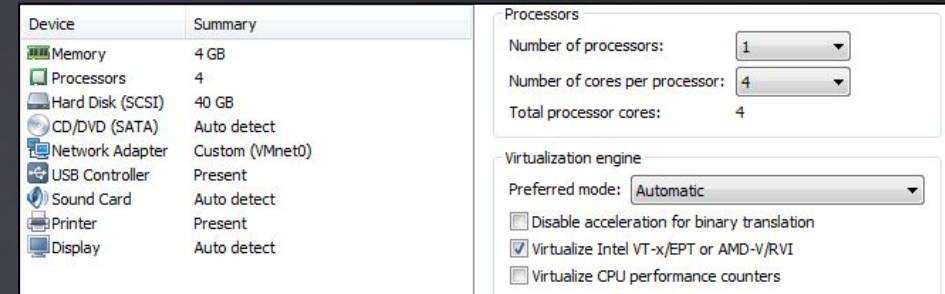 Device Summary
Memory 4 GB
Processors 4
Hard Disk (SCSI) 40 GB
CD/DVD (SATA) Auto detect
Network Adapter Custom (VMnet0)
USB Controller Present
Sound Card Auto detect
Printer Present
Display Auto detect
Processors
Number of processors: 1
Number of cores per processor: 4
Total processor cores: 4
Virtualization engine
Preferred mode: Automatic
Disable acceleration for binary translation
Virtualize Intel VT-x/EPT or AMD-V/RVI
Virtualize CPU performance counters